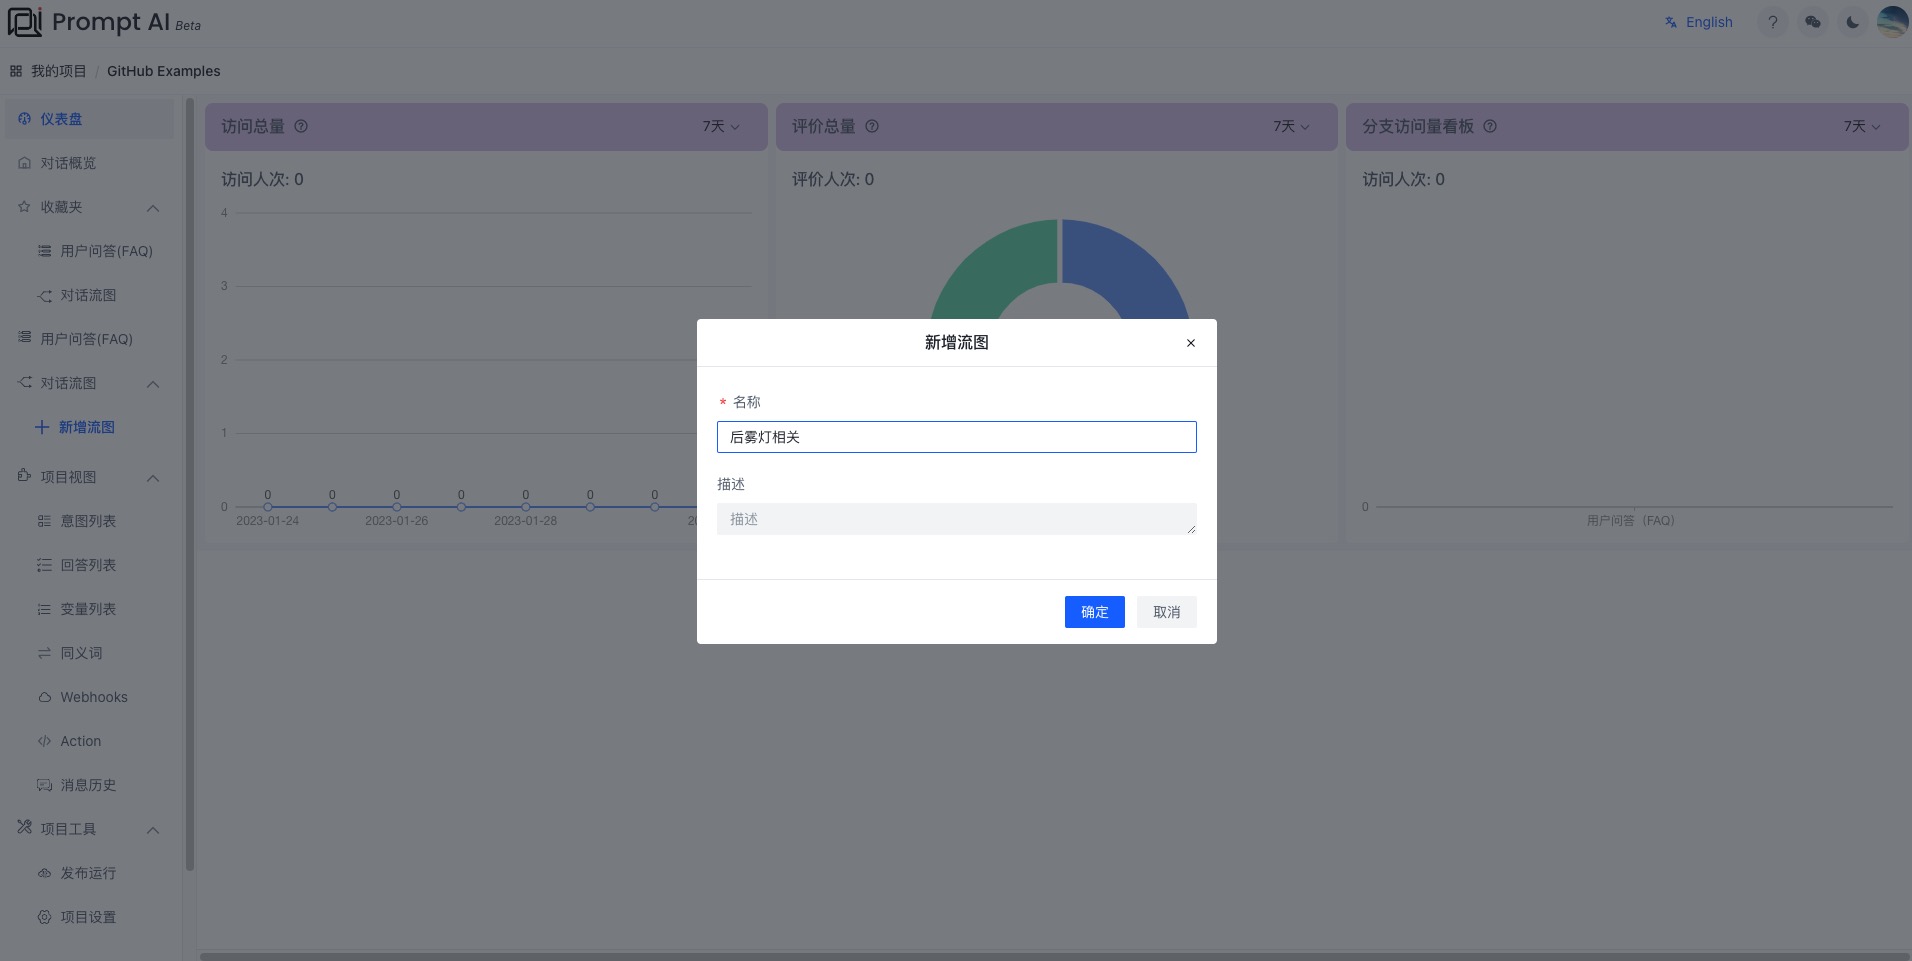 Prompt AI Beta
English
我的项目 / GitHub Examples
仪表盘
对话概览
收藏夹
用户问答(FAQ)
对话流图
用户问答(FAQ)
对话流图
新增流图
项目视图
意图列表
回答列表
变量列表
同义词
Webhooks
Action
消息历史
项目工具
发布运行
项目设置
访问总量
7天
访问人次: 0
4
3
2
1
0
0 0 0 0 0 0 0
2023-01-24 2023-01-26 2023-01-28 20
评价总量
7天
评价人次: 0
分支访问量看板
7天
访问人次: 0
0
用户问答（FAQ）
新增流图
* 名称
后雾灯相关
描述
描述
确定 取消